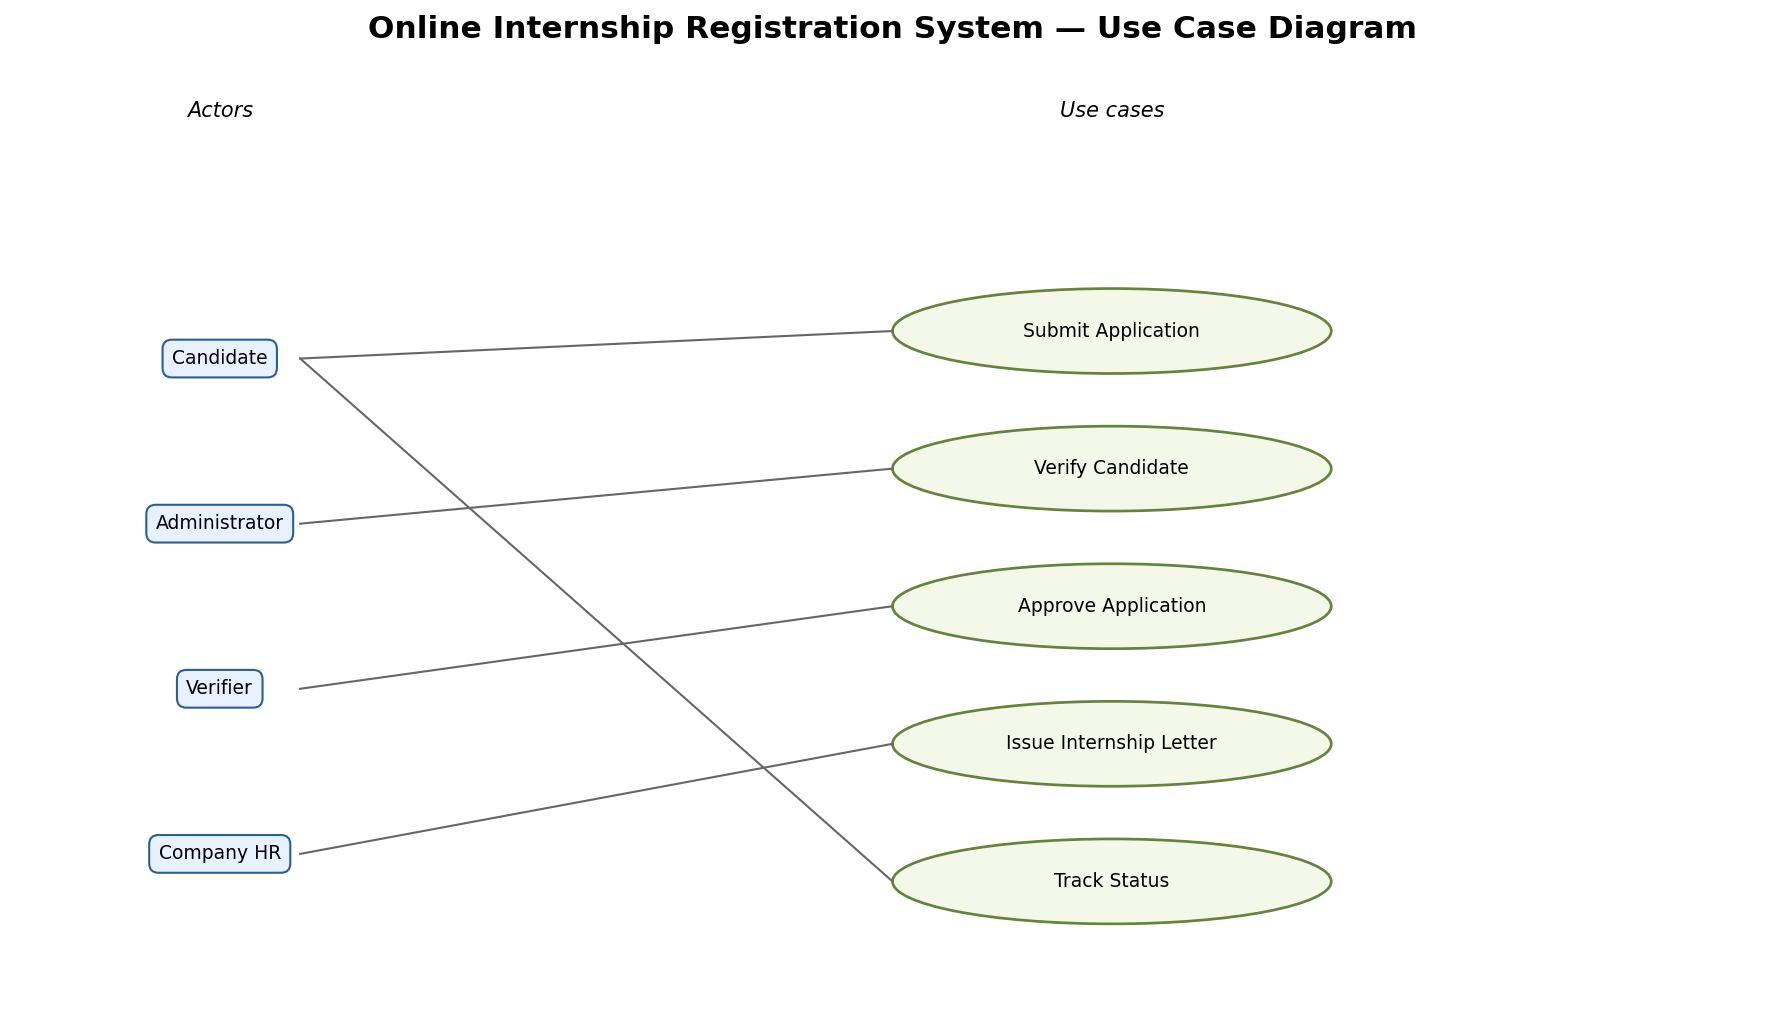 Online Internship Registration System — Use Case Diagram
Actors
Use cases
Candidate
Administrator
Verifier
Company HR
Submit Application
Verify Candidate
Approve Application
Issue Internship Letter
Track Status